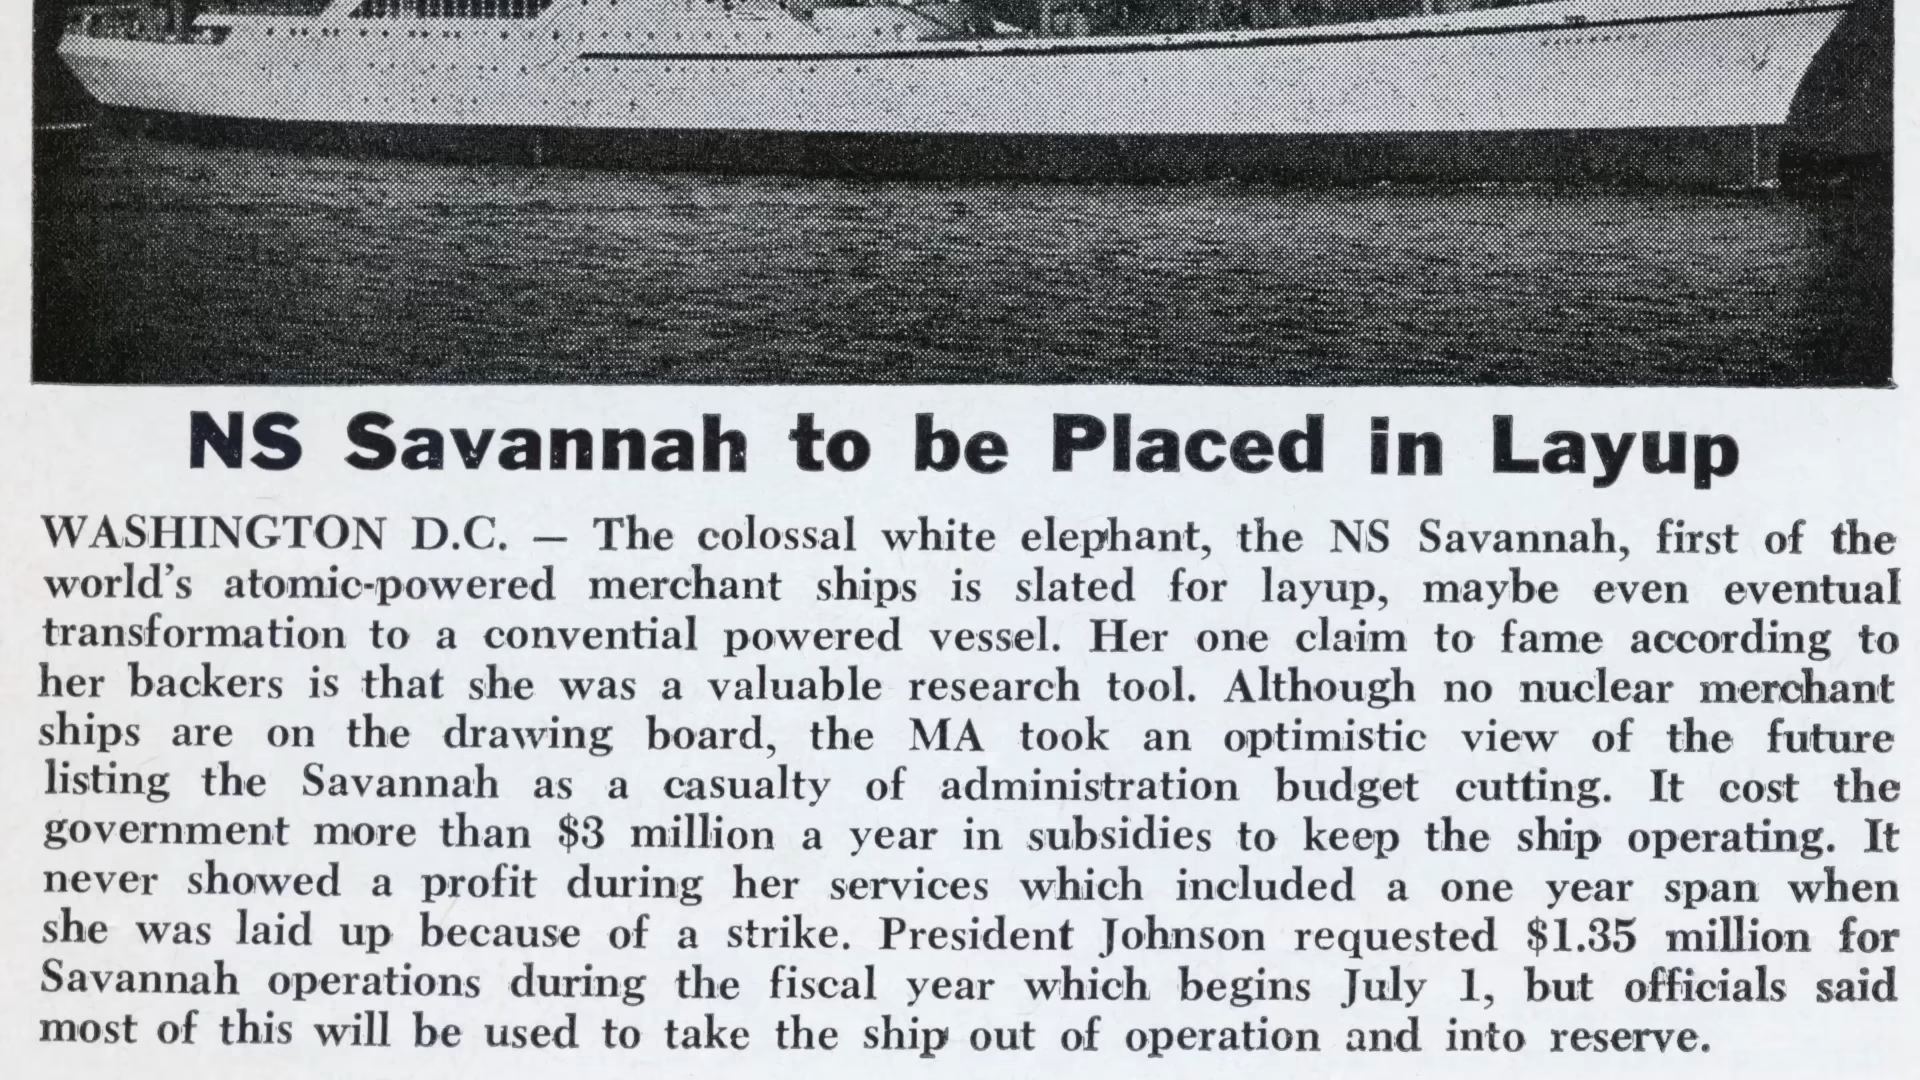 NS Savannah to be Placed in Layup
WASHINGTON D.C. — The colossal white elephant, the NS Savannah, first of the
world's atomic-powered merchant ships is slated for layup, maybe even eventual
transformation to a convential powered vessel. Her one claim to fame according to
her backers is that she was a valuable research tool. Although no nuclear merchant
ships are on the drawing board, the MA took an optimistic view of the future
listing the Savannah as a casualty of administration budget cutting. It cost the
government more than $3 million a year in subsidies to keep the ship operating. It
never showed a profit during her services which included a one year span when
she was laid up because of a strike. President Johnson requested $1.35 million for
Savannah operations during the fiscal year which begins July 1, but officials said
most of this will be used to take the ship out of operation and into reserve.